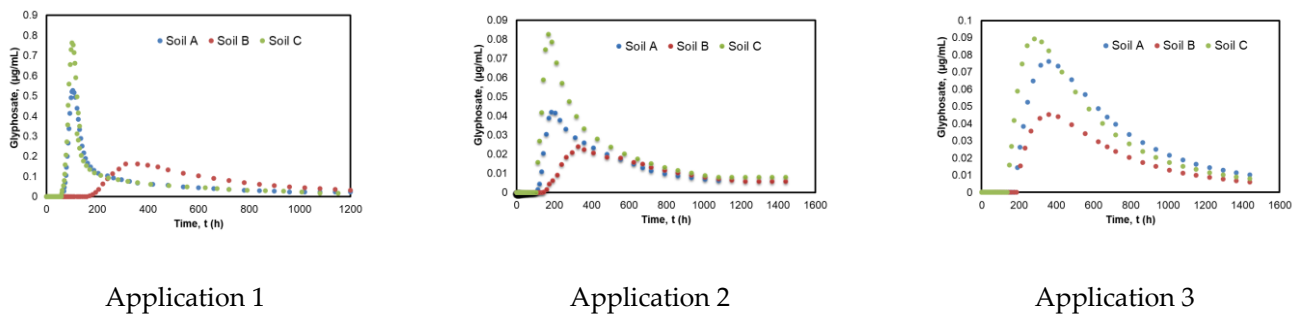 0.9
0.8
0.7
0.6
0.5
0.4
0.3
0.2
0.1
0
Glyphosate, (µg/mL)
Soil A Soil B Soil C
0 200 400 600 800 1000 1200
Time, t (h)
Application 1
0.09
0.08
0.07
0.06
0.05
0.04
0.03
0.02
0.01
0
Glyphosate, (µg/mL)
Soil A Soil B Soil C
0 200 400 600 800 1000 1200 1400 1600
Time, t (h)
Application 2
0.1
0.09
0.08
0.07
0.06
0.05
0.04
0.03
0.02
0.01
0
Glyphosate, (µg/mL)
Soil A Soil B Soil C
0 200 400 600 800 1000 1200 1400 1600
Time, t (h)
Application 3